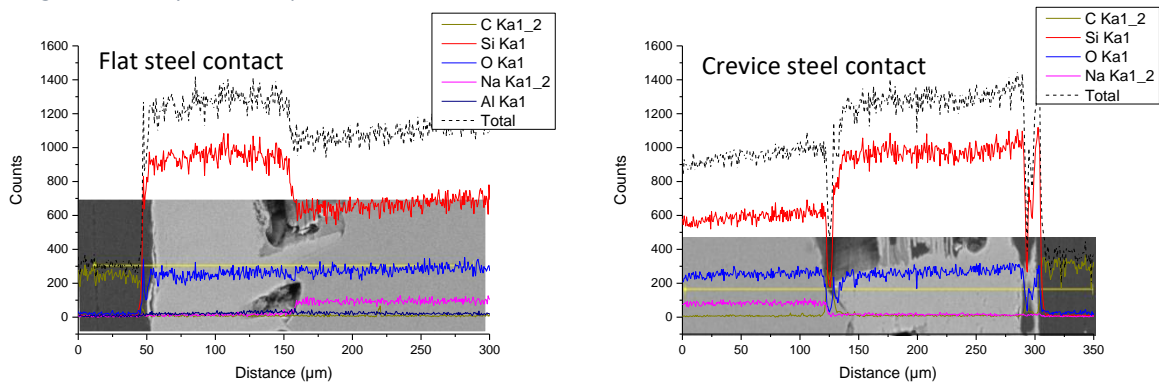 C Ka1_2
Si Ka1
O Ka1
Na Ka1_2
Al Ka1
Total
Flat steel contact
1600
1400
1200
1000
800
600
400
200
0
Counts
0 50 100 150 200 250 300
Distance (µm)
C Ka1_2
Si Ka1
O Ka1
Na Ka1_2
Total
Crevice steel contact
1600
1400
1200
1000
800
600
400
200
0
Counts
0 50 100 150 200 250 300 350
Distance (µm)